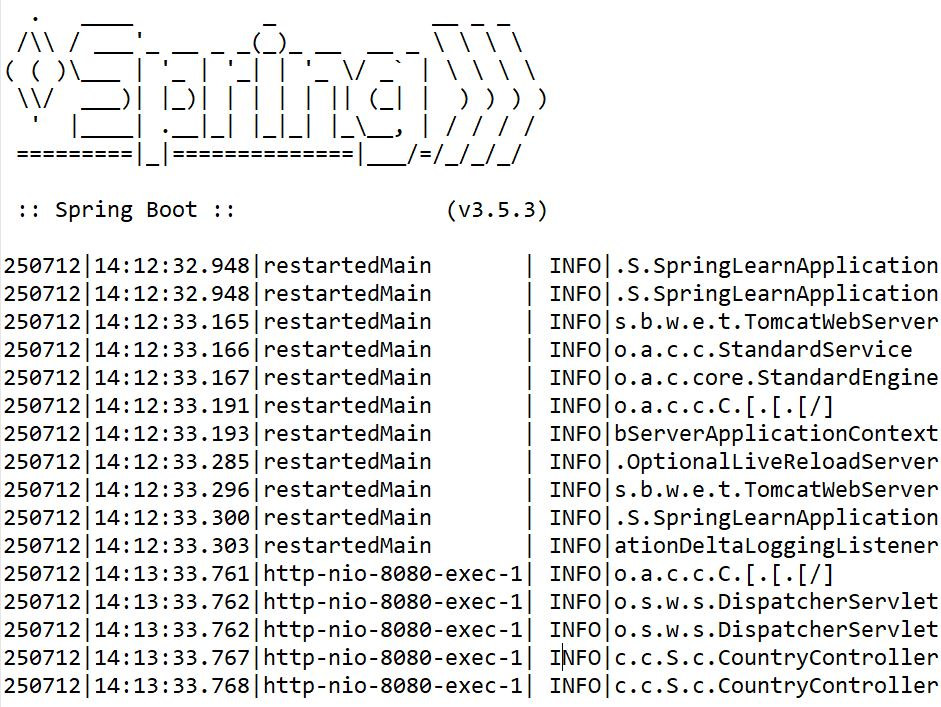 .   ____          _            __ _ _
 /\\ / ___'_ __ _ _(_)_ __  __ _ \ \ \ \
( ( )\___ | '_ | '_| | '_ \/ _` | \ \ \ \
 \\/  ___)| |_)| | | | | || (_| |  ) ) ) )
  '  |____| .__|_| |_|_| |_\__, | / / / /
 =========|_|==============|___/=/_/_/_/

 :: Spring Boot ::                (v3.5.3)

250712|14:12:32.948|restartedMain       | INFO|.S.SpringLearnApplication
250712|14:12:32.948|restartedMain       | INFO|.S.SpringLearnApplication
250712|14:12:33.165|restartedMain       | INFO|s.b.w.e.t.TomcatWebServer
250712|14:12:33.166|restartedMain       | INFO|o.a.c.c.StandardService
250712|14:12:33.167|restartedMain       | INFO|o.a.c.core.StandardEngine
250712|14:12:33.191|restartedMain       | INFO|o.a.c.c.C.[.[.[/]
250712|14:12:33.193|restartedMain       | INFO|bServerApplicationContext
250712|14:12:33.285|restartedMain       | INFO|.OptionalLiveReloadServer
250712|14:12:33.296|restartedMain       | INFO|s.b.w.e.t.TomcatWebServer
250712|14:12:33.300|restartedMain       | INFO|.S.SpringLearnApplication
250712|14:12:33.303|restartedMain       | INFO|ationDeltaLoggingListener
250712|14:13:33.761|http-nio-8080-exec-1| INFO|o.a.c.c.C.[.[.[/]
250712|14:13:33.762|http-nio-8080-exec-1| INFO|o.s.w.s.DispatcherServlet
250712|14:13:33.762|http-nio-8080-exec-1| INFO|o.s.w.s.DispatcherServlet
250712|14:13:33.767|http-nio-8080-exec-1| INFO|c.c.S.c.CountryController
250712|14:13:33.768|http-nio-8080-exec-1| INFO|c.c.S.c.CountryController